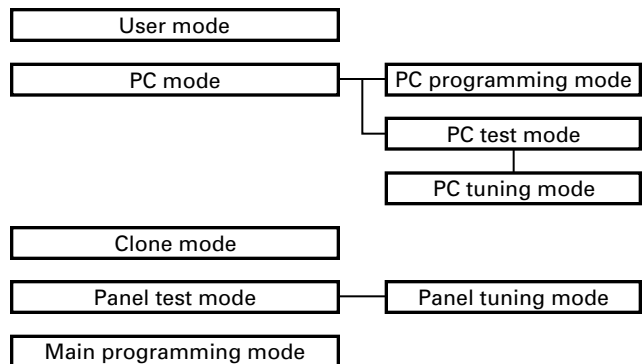 User mode
PC mode
PC programming mode
PC test mode
PC tuning mode
Clone mode
Panel test mode
Panel tuning mode
Main programming mode